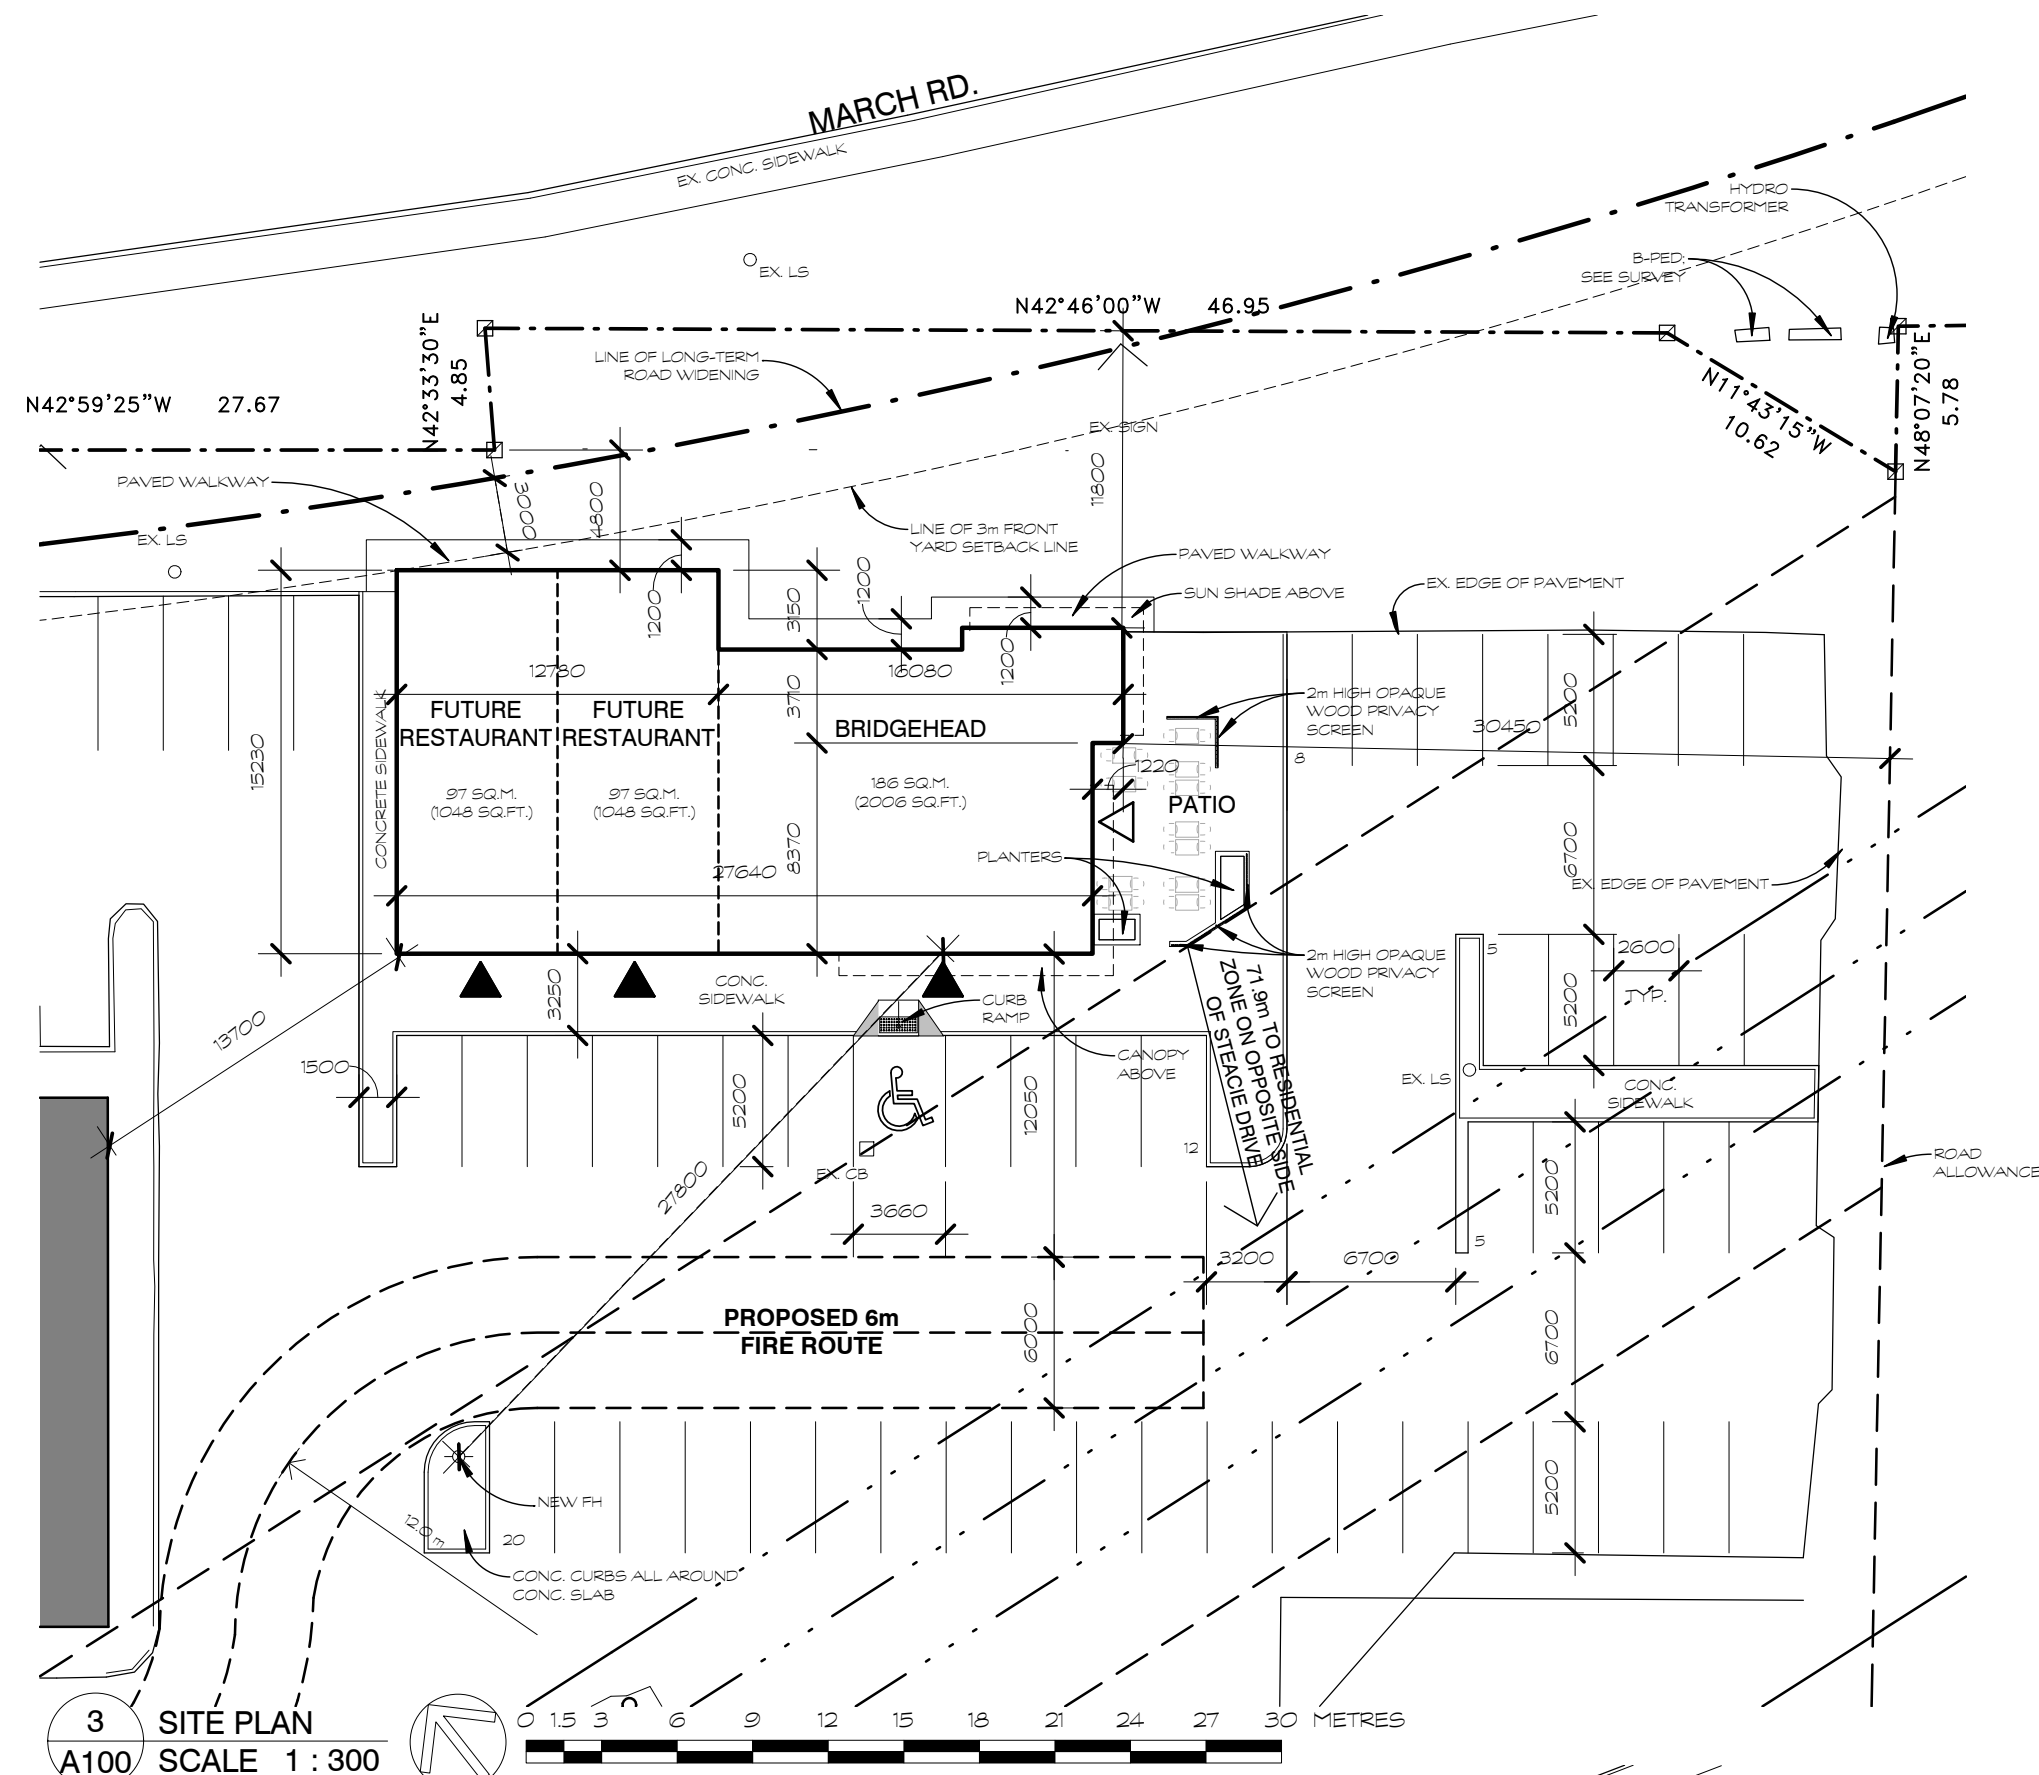 MARCH RD.
EX. CONC. SIDEWALK
HYDRO
TRANSFORMER
B-PED;
SEE SURVEY
EX. LS
N42°46'00"W 46.95
N42°33'30"E
4.85
LINE OF LONG-TERM
ROAD WIDENING
N42°59'25"W 27.67
N11°43'15"W
10.62
N48°07'20"E
5.78
EX. SIGN
PAVED WALKWAY
3000
4800
11800
LINE OF 3m FRONT
YARD SETBACK LINE
EX. LS
PAVED WALKWAY
SUN SHADE ABOVE
EX. EDGE OF PAVEMENT
1200
3150
1200
1200
12780
16080
5200
CONCRETE SIDEWALK
FUTURE
RESTAURANT
FUTURE
RESTAURANT
3710
BRIDGEHEAD
2m HIGH OPAQUE
WOOD PRIVACY
SCREEN
30450
8
15230
97 SQ.M.
(1048 SQ.FT.)
97 SQ.M.
(1048 SQ.FT.)
186 SQ.M.
(2006 SQ.FT.)
1220
PATIO
8370
27640
PLANTERS
6700
EX. EDGE OF PAVEMENT
2m HIGH OPAQUE
WOOD PRIVACY
SCREEN
5
2600
TYP.
5200
3250
CONC.
SIDEWALK
CURB
RAMP
71.9m TO RESIDENTIAL
ZONE ON OPPOSITE SIDE
OF STEACIE DRIVE
13700
1500
5200
12050
CANOPY
ABOVE
EX. LS
CONC.
SIDEWALK
12
EX. CB
27800
3660
5200
ROAD
ALLOWANCE
5
3200
6700
PROPOSED 6m
FIRE ROUTE
6000
6700
NEW FH
12.0 m
20
5200
CONC. CURBS ALL AROUND
CONC. SLAB
3
A100
SITE PLAN
SCALE 1 : 300
0 1.5 3 6 9 12 15 18 21 24 27 30 METRES